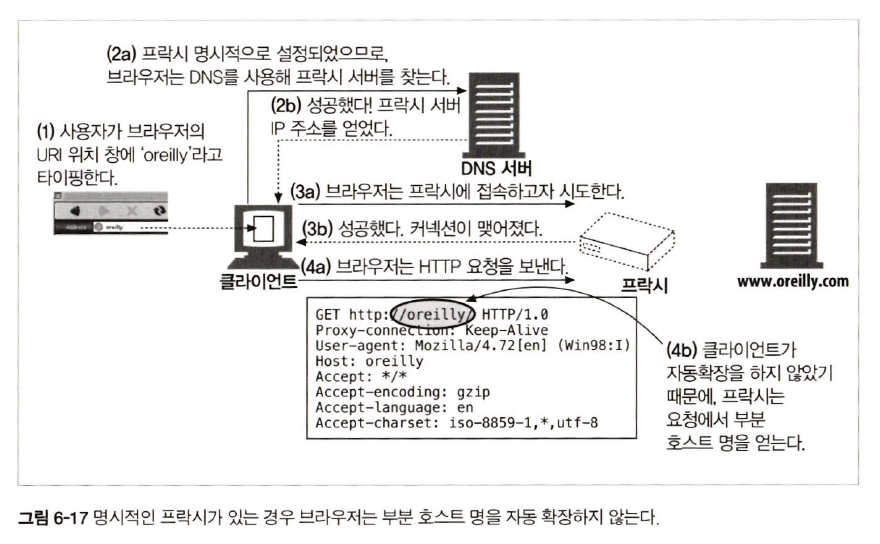 (2a) 프락시 명시적으로 설정되었으므로,
브라우저는 DNS를 사용해 프락시 서버를 찾는다.
(2b) 성공했다! 프락시 서버
IP 주소를 얻었다.
DNS 서버
(1) 사용자가 브라우저의
URI 위치 창에 ‘oreilly’라고
타이핑한다.
oreilly
(3a) 브라우저는 프락시에 접속하고자 시도한다.
(3b) 성공했다. 커넥션이 맺어졌다.
(4a) 브라우저는 HTTP 요청을 보낸다.
클라이언트
프락시
www.oreilly.com
GET http://oreilly/ HTTP/1.0
Proxy-connection: Keep-Alive
User-agent: Mozilla/4.72[en] (Win98:I)
Host: oreilly
Accept: */*
Accept-encoding: gzip
Accept-language: en
Accept-charset: iso-8859-1,*,utf-8
(4b) 클라이언트가
자동확장을 하지 않았기
때문에, 프락시는
요청에서 부분
호스트 명을 얻는다.
그림 6-17 명시적인 프락시가 있는 경우 브라우저는 부분 호스트 명을 자동 확장하지 않는다.